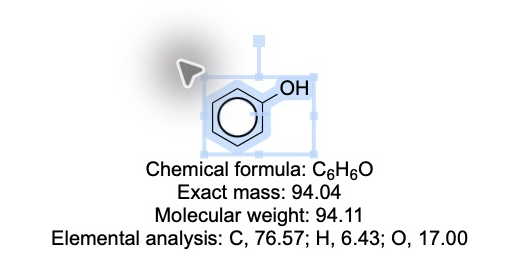 OH
Chemical formula: C₆H₆O
Exact mass: 94.04
Molecular weight: 94.11
Elemental analysis: C, 76.57; H, 6.43; O, 17.00